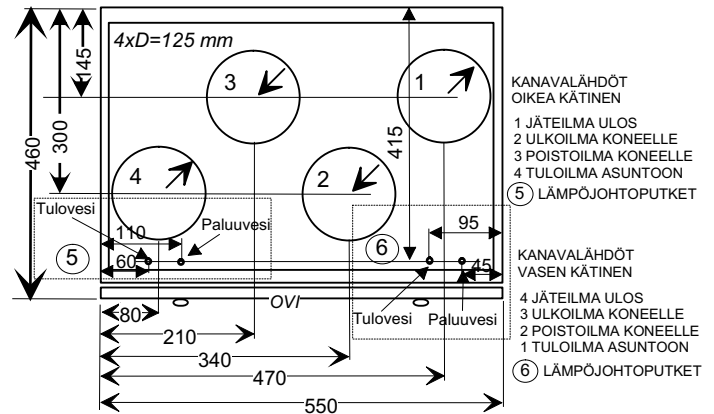 4xD=125 mm
145
300
460
415
3
1
4
2
Tulovesi
Paluuvesi
110
60
5
6
95
45
Tulovesi
Paluuvesi
OVI
80
210
340
470
550
KANAVALÄHDÖT
OIKEA KÄTINEN
1 JÄTEILMA ULOS
2 ULKOILMA KONEELLE
3 POISTOILMA KONEELLE
4 TULOILMA ASUNTOON
5 LÄMPÖJOHTOPUTKET
KANAVALÄHDÖT
VASEN KÄTINEN
4 JÄTEILMA ULOS
3 ULKOILMA KONEELLE
2 POISTOILMA KONEELLE
1 TULOILMA ASUNTOON
6 LÄMPÖJOHTOPUTKET